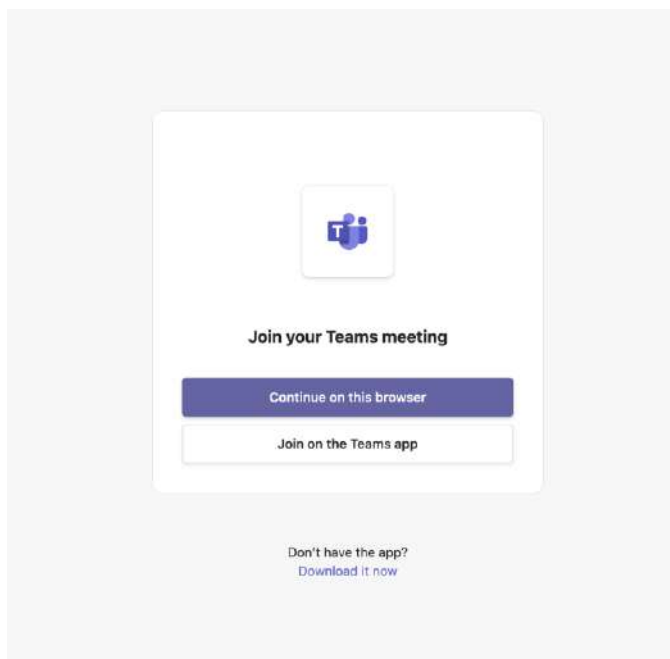 T
Join your Teams meeting
Continue on this browser
Join on the Teams app
Don't have the app?
Download it now